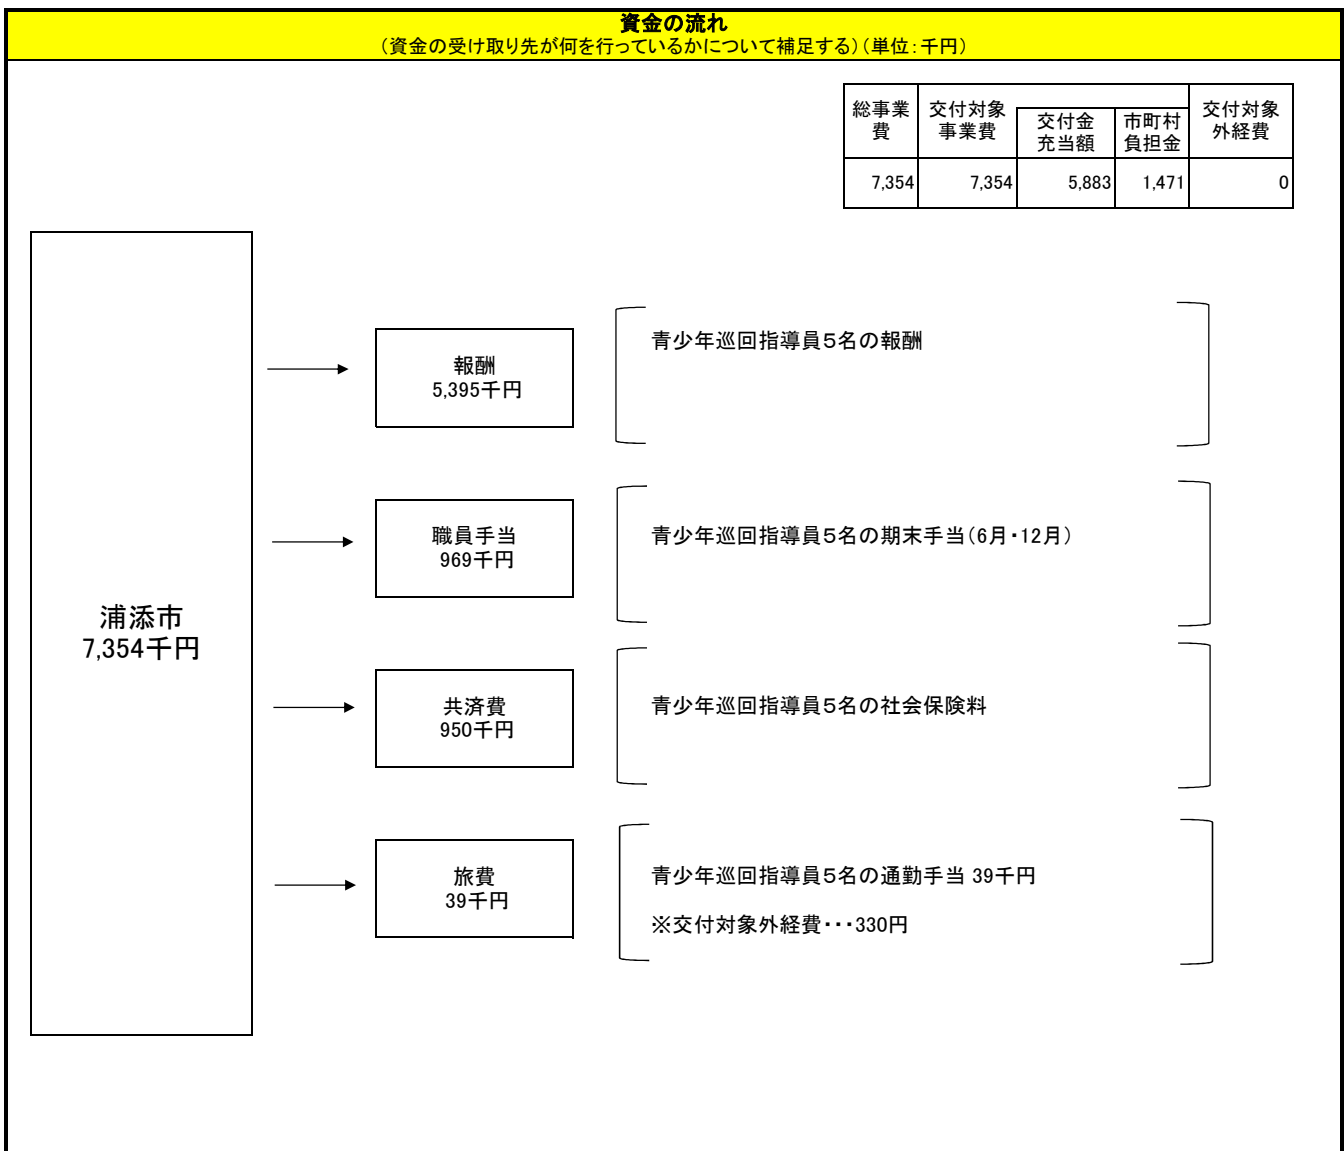 資金の流れ
（資金の受け取り先が何を行っているかについて補足する）（単位：千円）
総事業
費
交付対象
事業費
交付金
充当額
市町村
負担金
交付対象
外経費
7,354 7,354 5,883 1,471 0
浦添市
7,354千円
報酬
5,395千円
青少年巡回指導員５名の報酬
職員手当
969千円
青少年巡回指導員５名の期末手当（6月・12月）
共済費
950千円
青少年巡回指導員５名の社会保険料
旅費
39千円
青少年巡回指導員５名の通勤手当 39千円
※交付対象外経費・・・330円